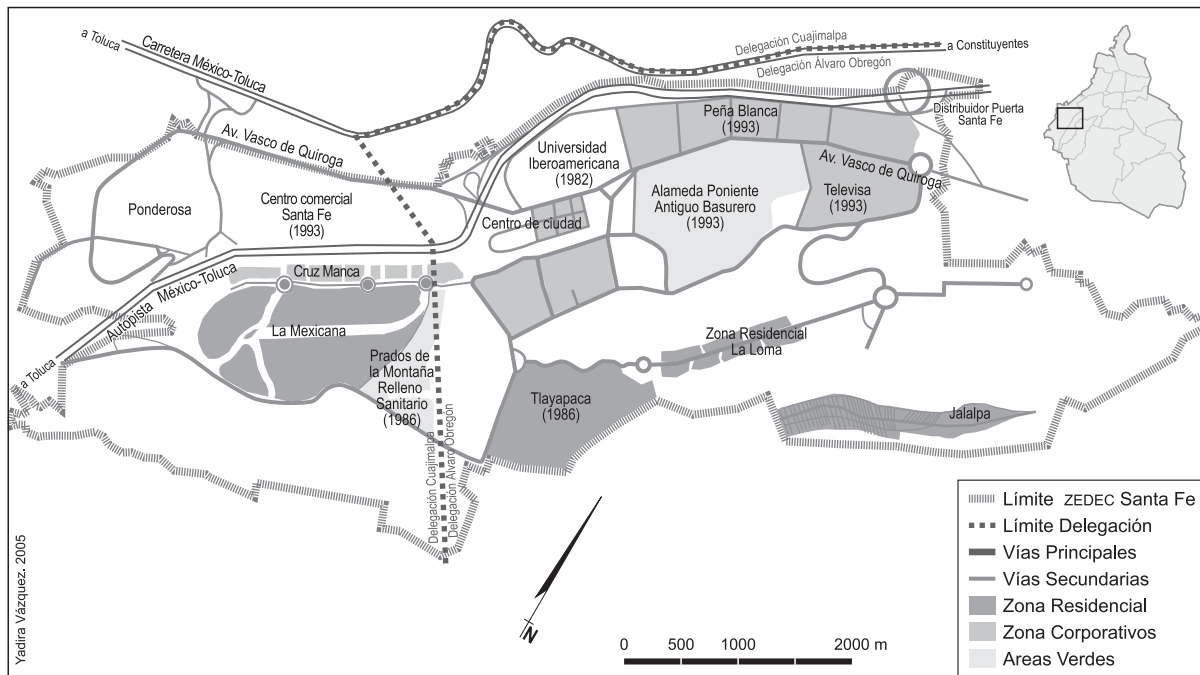 a Toluca
Carretera México-Toluca
Delegación Cuajimalpa
a Constituyentes
Delegación Álvaro Obregón
Distribuidor Puerta
Santa Fe
Peña Blanca
(1993)
Av. Vasco de Quiroga
Universidad
Iberoamericana
(1982)
Av. Vasco de Quiroga
Alameda Poniente
Antiguo Basurero
(1993)
Televisa
(1993)
Ponderosa
Centro comercial
Santa Fe
(1993)
Centro de ciudad
Cruz Manca
Autopista México-Toluca
a Toluca
La Mexicana
Zona Residencial
La Loma
Prados de
la Montaña
Relleno
Sanitario
(1986)
Tlayapaca
(1986)
Jalalpa
Delegación Cuajimalpa
Delegación Álvaro Obregón
Límite ZEDEC Santa Fe
Límite Delegación
Vías Principales
Vías Secundarias
Zona Residencial
Zona Corporativos
Areas Verdes
N
0 500 1000 2000 m
Yadira Vázquez. 2005